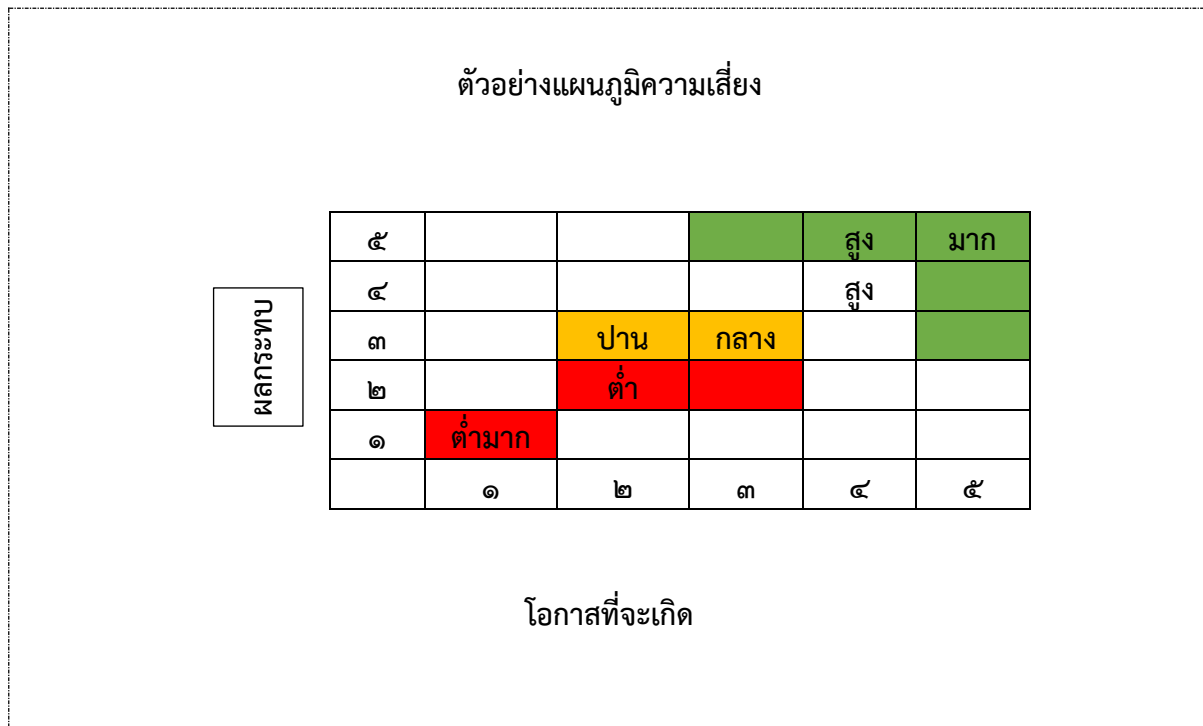 ตัวอย่างแผนภูมิความเสี่ยง
๕ สูง มาก
๔ สูง
ผลกระทบ
๓ ปาน กลาง
๒ ต่ำ
๑ ต่ำมาก
๑ ๒ ๓ ๔ ๕
โอกาสที่จะเกิด